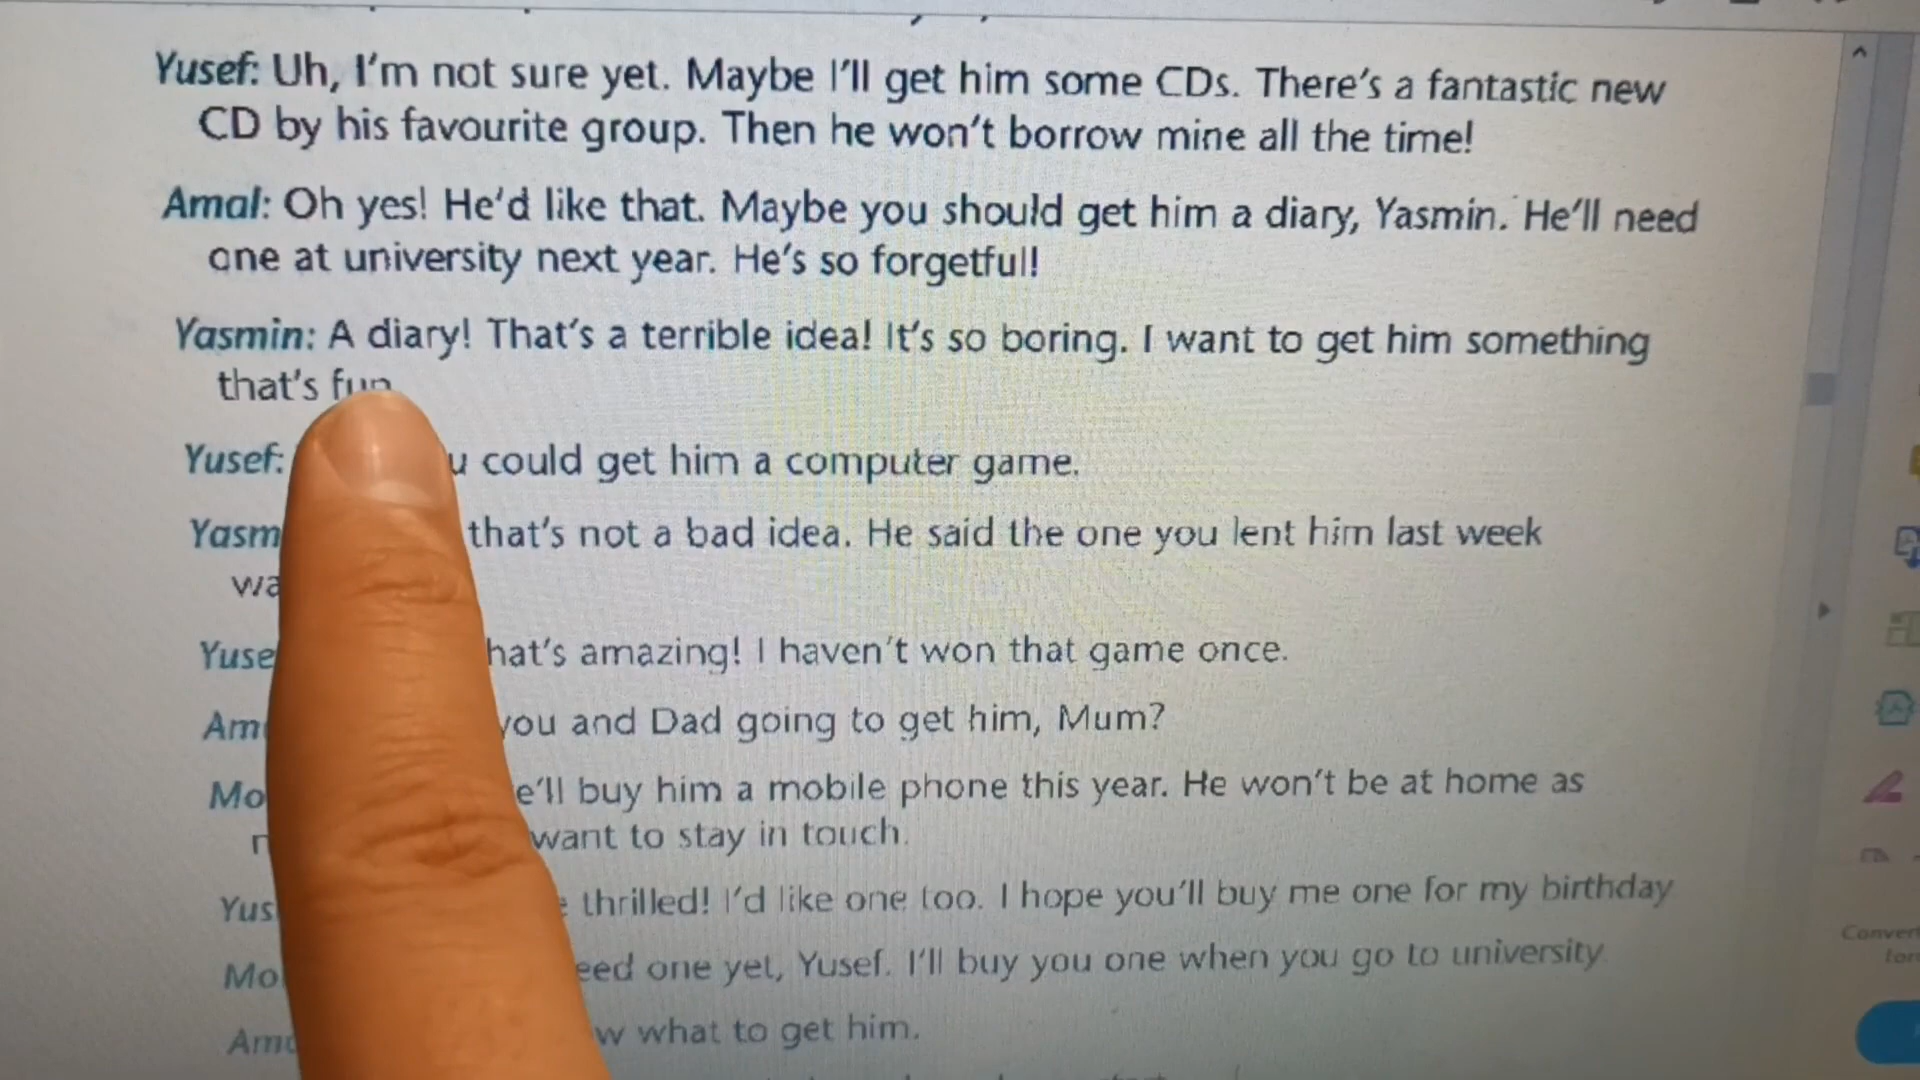 Yusef: Uh, I'm not sure yet. Maybe I'll get him some CDs. There's a fantastic new
CD by his favourite group. Then he won't borrow mine all the time!
Amal: Oh yes! He'd like that. Maybe you should get him a diary, Yasmin. He'll need
one at university next year. He's so forgetful!
Yasmin: A diary! That's a terrible idea! It's so boring. I want to get him something
that's fun
Yusef: could get him a computer game.
that's not a bad idea. He said the one you lent him last week
amazing! I haven't won that game once.
you and Dad going to get him, Mum?
buy him a mobile phone this year. He won't be at home as
want to stay in touch.
thrilled! I'd like one too. I hope you'll buy me one for my birthday
one yet, Yusef. I'll buy you one when you go to university
what to get him.